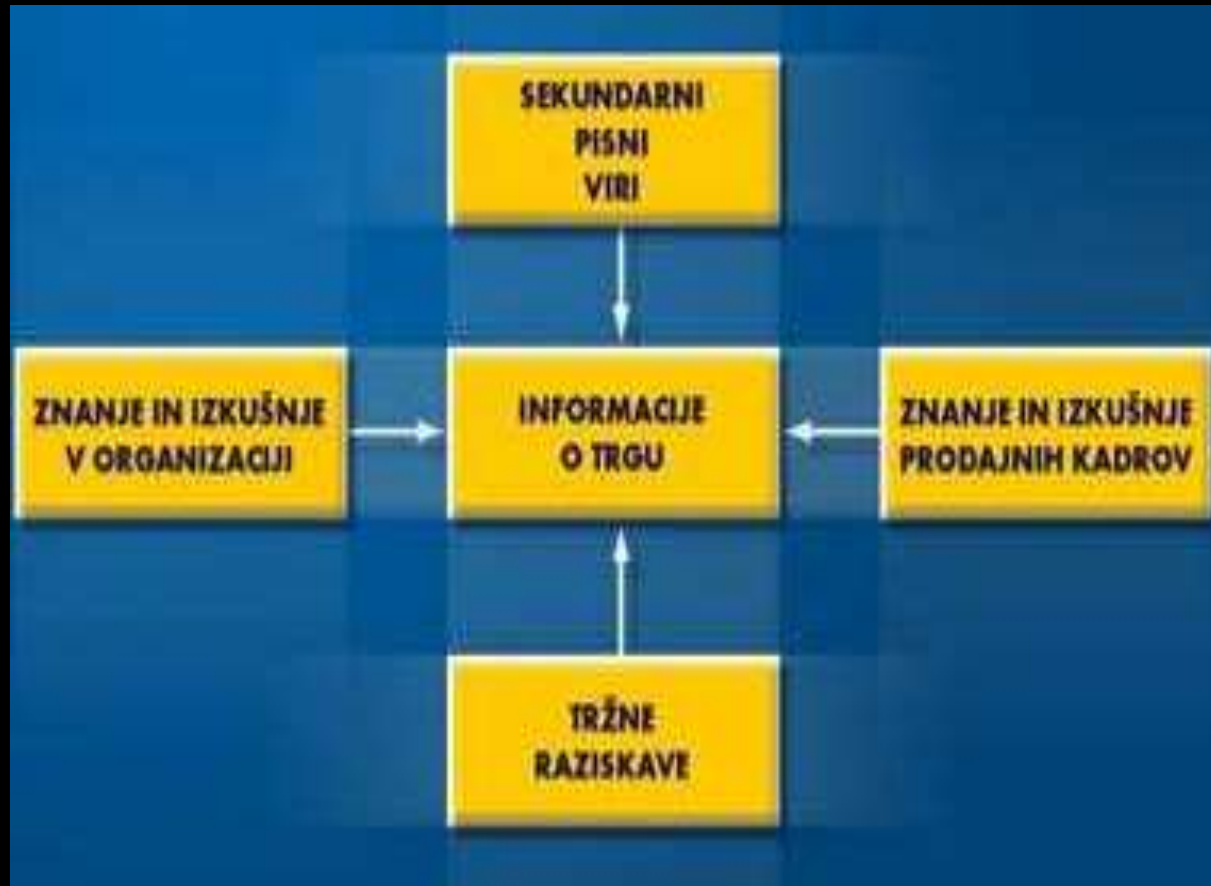 SEKUNDARNI
PISNI
VIRI
ZNANJE IN IZKUŠNJE
V ORGANIZACIJI
INFORMACIJE
O TRGU
ZNANJE IN IZKUŠNJE
PRODAJNIH KADROV
TRŽNE
RAZISKAVE